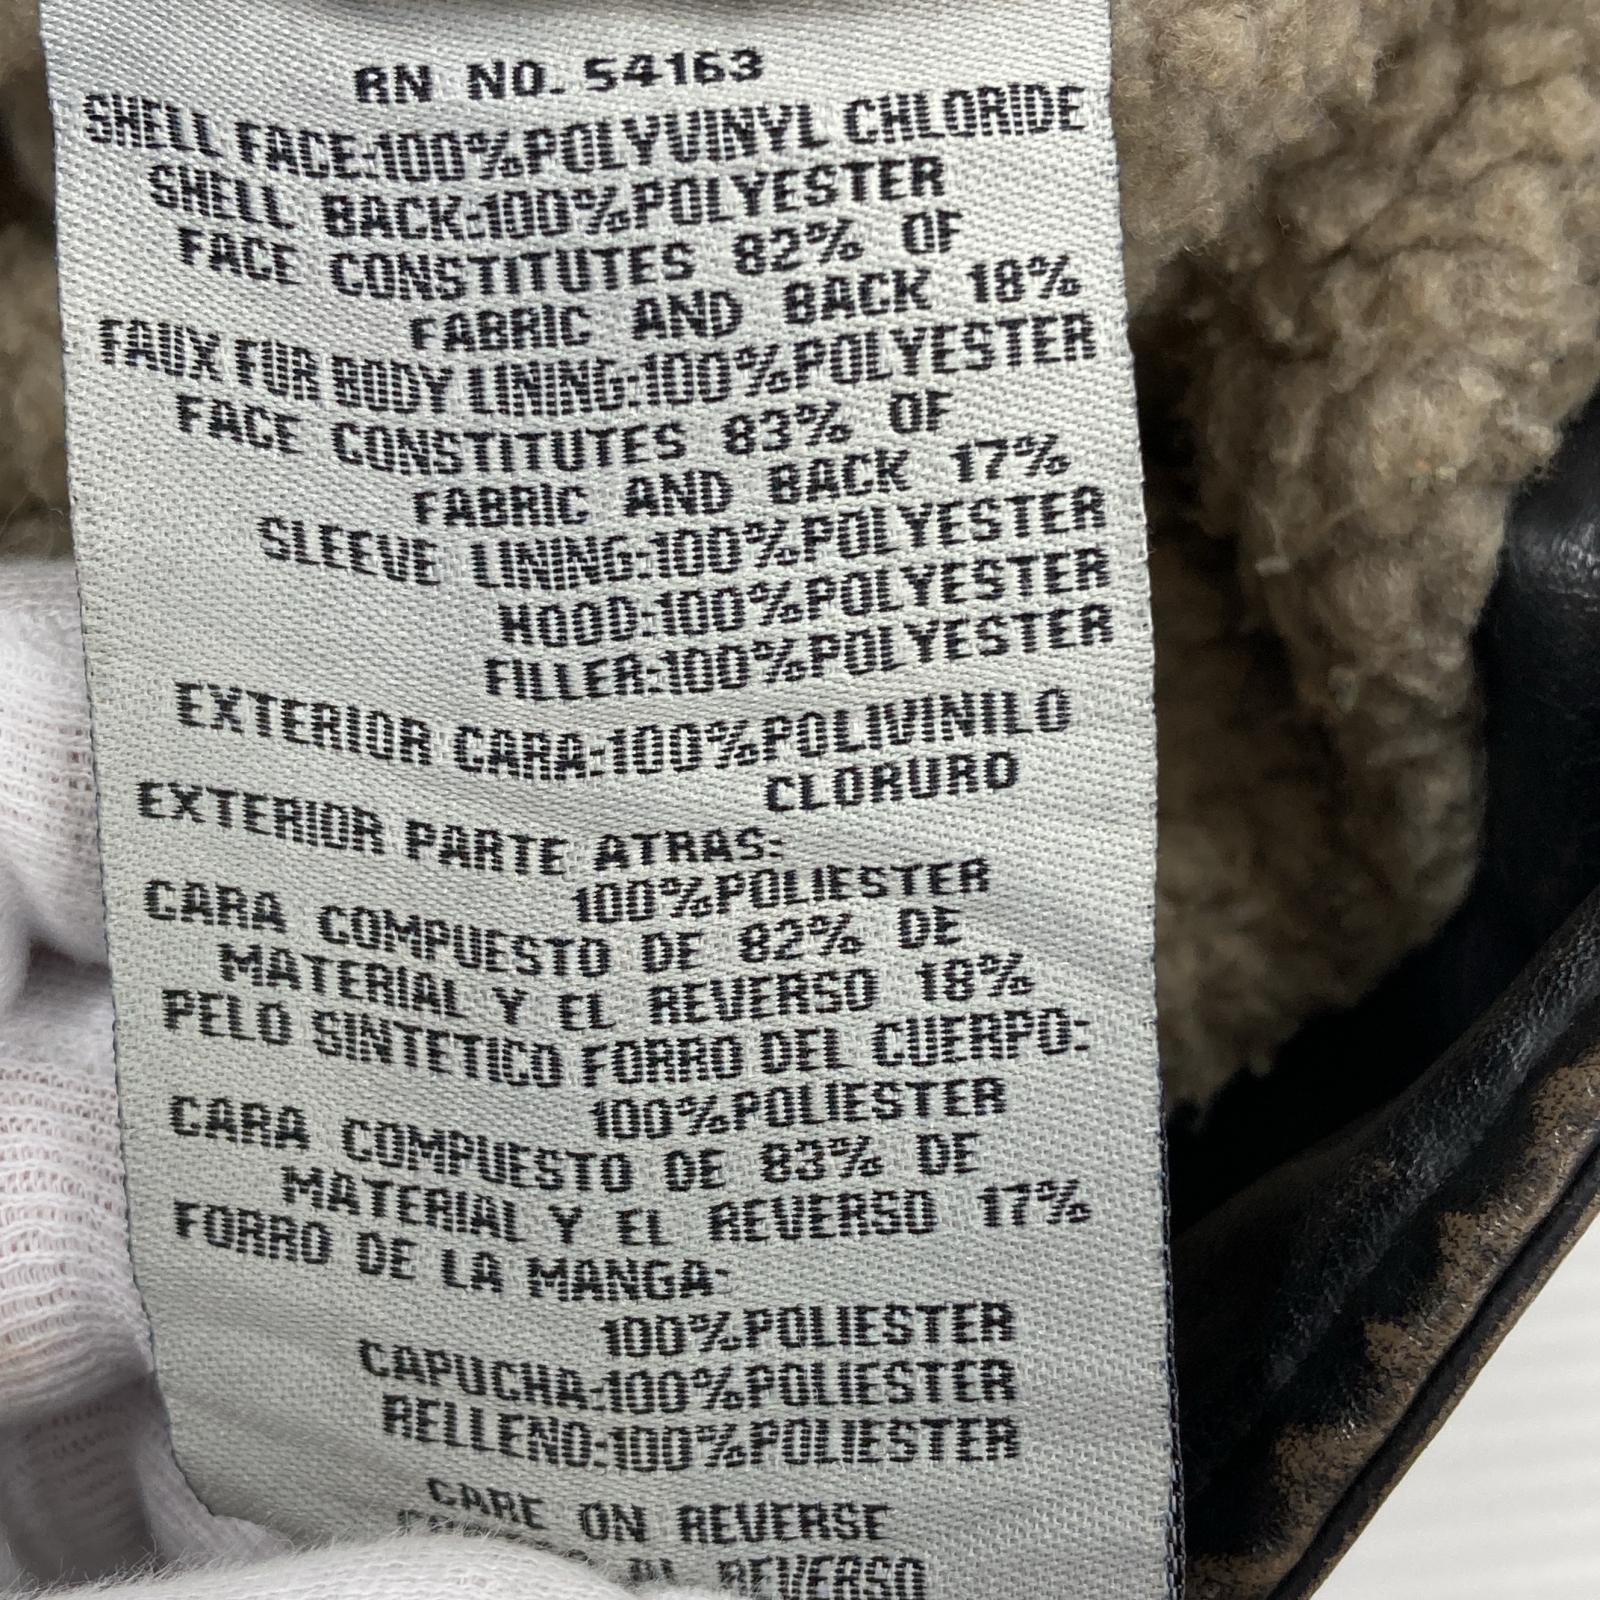 RN NO. 54163
SHELL FACE:100%POLYVINYL CHLORIDE
SHELL BACK:100%POLYESTER
FACE CONSTITUTES 82% OF
FABRIC AND BACK 18%
FAUX FUR BODY LINING:100%POLYESTER
FACE CONSTITUTES 83% OF
FABRIC AND BACK 17%
SLEEVE LINING:100%POLYESTER
HOOD:100%POLYESTER
FILLER:100%POLYESTER
EXTERIOR CARA:100%POLIVINILO
CLORURO
EXTERIOR PARTE ATRAS:
100%POLIESTER
CARA COMPUESTO DE 82% DE
MATERIAL Y EL REVERSO 18%
PELO SINTETICO FORRO DEL CUERPO:
100%POLIESTER
CARA COMPUESTO DE 83% DE
MATERIAL Y EL REVERSO 17%
FORRO DE LA MANGA:
100%POLIESTER
CAPUCHA:100%POLIESTER
RELLENO:100%POLIESTER
CARE ON REVERSE
REVERSO